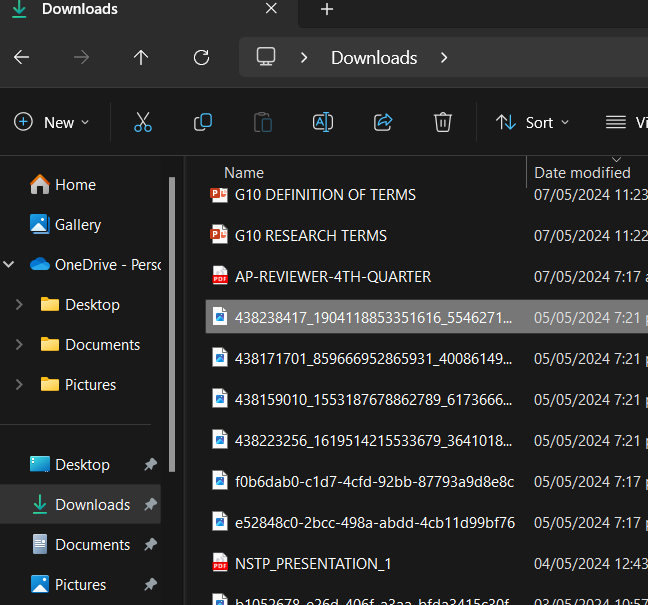 Downloads
Downloads
New
Sort
Name
Date modified
Home
Gallery
OneDrive - Perso
Desktop
Documents
Pictures
Desktop
Downloads
Documents
Pictures
G10 DEFINITION OF TERMS 07/05/2024 11:23
G10 RESEARCH TERMS 07/05/2024 11:22
AP-REVIEWER-4TH-QUARTER 07/05/2024 7:17 a
438238417_1904118853351616_5546271... 05/05/2024 7:21 p
438171701_859666952865931_40086149... 05/05/2024 7:21 p
438159010_1553187678862789_6173666... 05/05/2024 7:21 p
438223256_1619514215533679_3641018... 05/05/2024 7:21 p
f0b6dab0-c1d7-4cfd-92bb-87793a9d8e8c 05/05/2024 7:17 p
e52848c0-2bcc-498a-abdd-4cb11d99bf76 05/05/2024 7:17 p
NSTP_PRESENTATION_1 04/05/2024 12:43